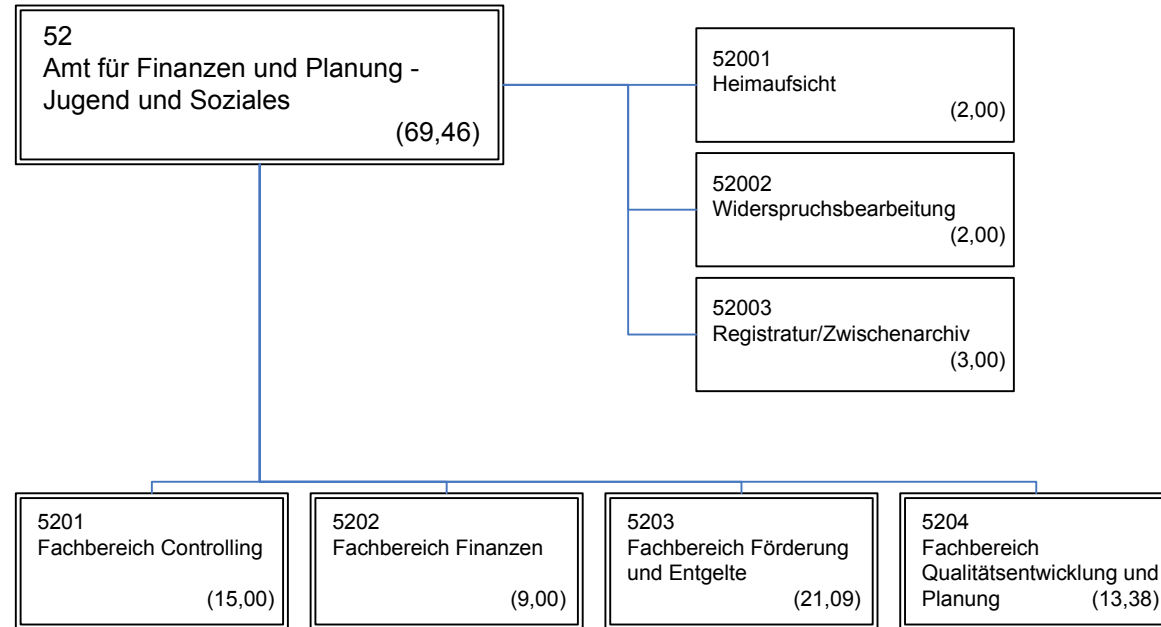 52
Amt für Finanzen und Planung -
Jugend und Soziales
(69,46)
52001
Heimaufsicht
(2,00)
52002
Widerspruchsbearbeitung
(2,00)
52003
Registratur/Zwischenarchiv
(3,00)
5201
Fachbereich Controlling
(15,00)
5202
Fachbereich Finanzen
(9,00)
5203
Fachbereich Förderung
und Entgelte
(21,09)
5204
Fachbereich
Qualitätsentwicklung und
Planung (13,38)